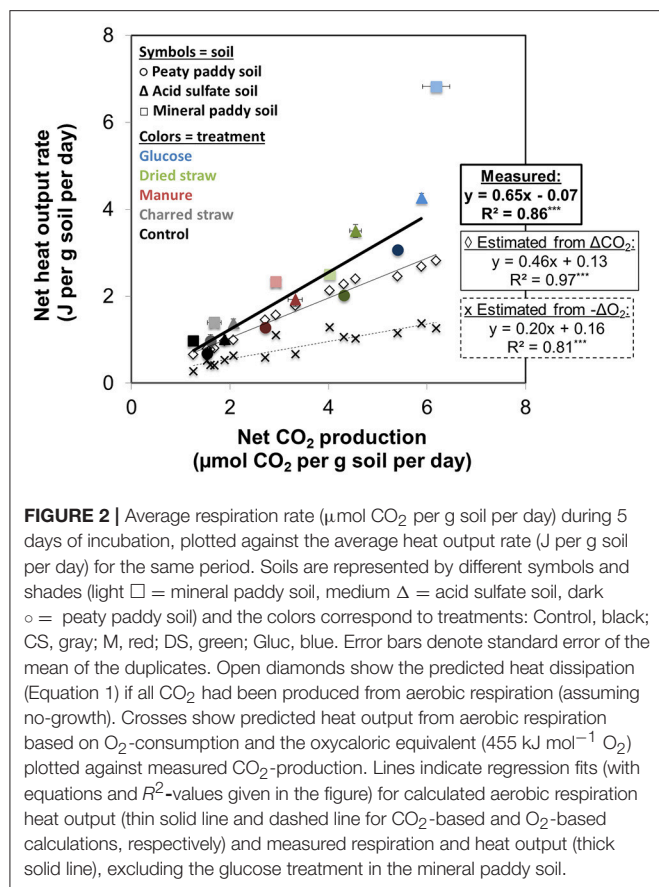 8
6
4
2
0
0
2
4
6
8
Net heat output rate
(J per g soil per day)
Net CO₂ production
(µmol CO₂ per g soil per day)
Symbols = soil
○ Peaty paddy soil
Δ Acid sulfate soil
□ Mineral paddy soil
Colors = treatment
Glucose
Dried straw
Manure
Charred straw
Control
Measured:
y = 0.65x - 0.07
R² = 0.86***
◊ Estimated from ΔCO₂
y = 0.46x + 0.13
R² = 0.97***
x Estimated from -ΔO₂
y = 0.20x + 0.16
R² = 0.81***
FIGURE 2 | Average respiration rate (μmol CO₂ per g soil per day) during 5
days of incubation, plotted against the average heat output rate (J per g soil
per day) for the same period. Soils are represented by different symbols and
shades (light □ = mineral paddy soil, medium Δ = acid sulfate soil, dark
○ = peaty paddy soil) and the colors correspond to treatments: Control, black;
CS, gray; M, red; DS, green; Gluc, blue. Error bars denote standard error of the
mean of the duplicates. Open diamonds show the predicted heat dissipation
(Equation 1) if all CO₂ had been produced from aerobic respiration (assuming
no-growth). Crosses show predicted heat output from aerobic respiration
based on O₂-consumption and the oxycaloric equivalent (455 kJ mol⁻¹ O₂)
plotted against measured CO₂-production. Lines indicate regression fits (with
equations and R²-values given in the figure) for calculated aerobic respiration
heat output (thin solid line and dashed line for CO₂-based and O₂-based
calculations, respectively) and measured respiration and heat output (thick
solid line), excluding the glucose treatment in the mineral paddy soil.